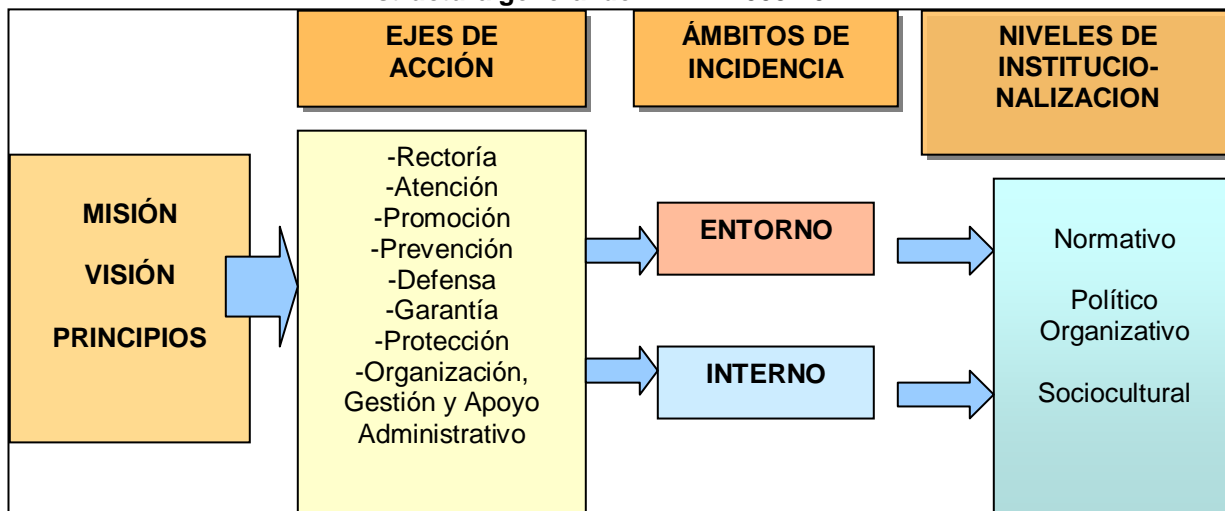 EJES DE
ACCIÓN
ÁMBITOS DE
INCIDENCIA
NIVELES DE
INSTITUCIO-
NALIZACION
MISIÓN
VISIÓN
PRINCIPIOS
-Rectoría
-Atención
-Promoción
-Prevención
-Defensa
-Garantía
-Protección
-Organización,
Gestión y Apoyo
Administrativo
ENTORNO
INTERNO
Normativo
Político
Organizativo
Sociocultural